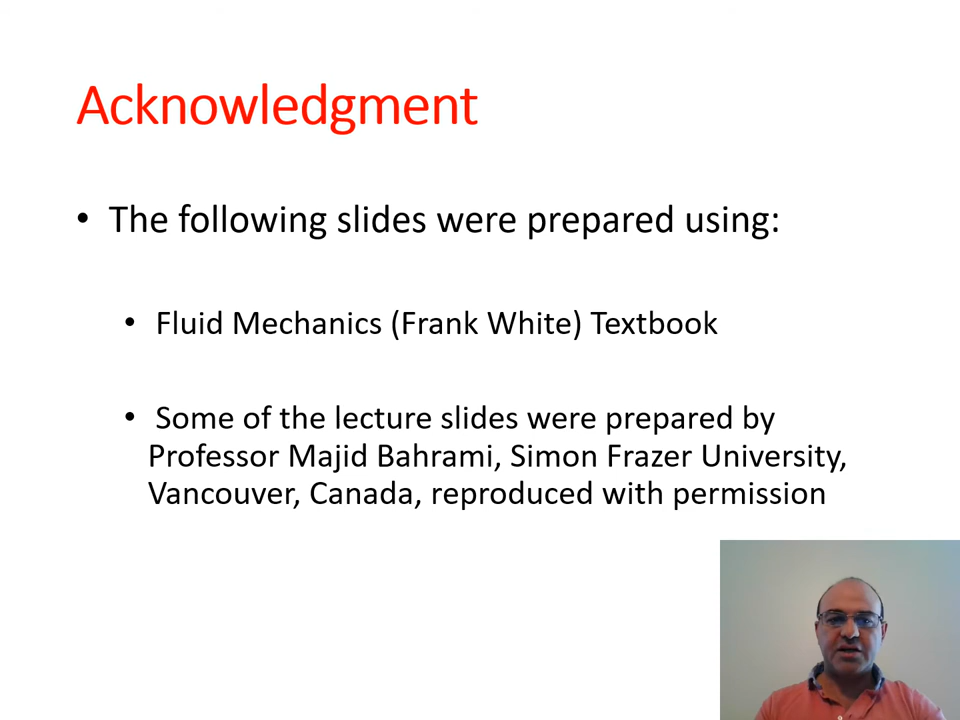 Acknowledgment
• The following slides were prepared using:
• Fluid Mechanics (Frank White) Textbook
• Some of the lecture slides were prepared by
Professor Majid Bahrami, Simon Frazer University,
Vancouver, Canada, reproduced with permission